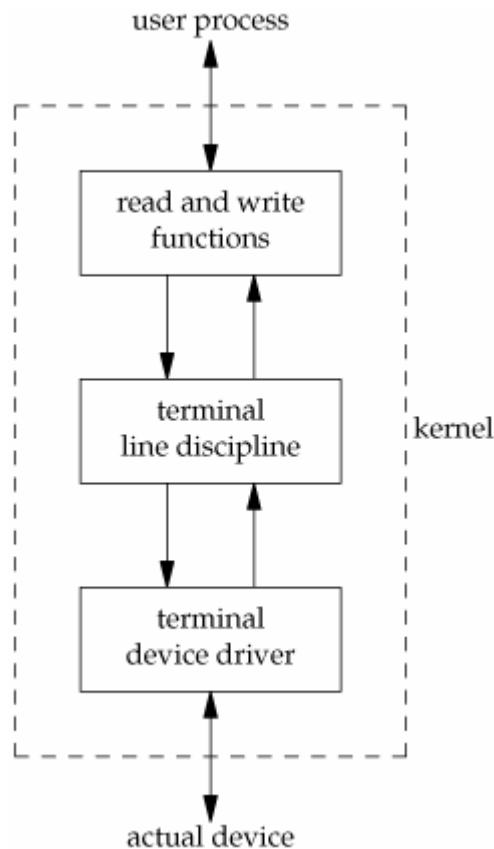 user process
read and write
functions
terminal
line discipline
kernel
terminal
device driver
actual device